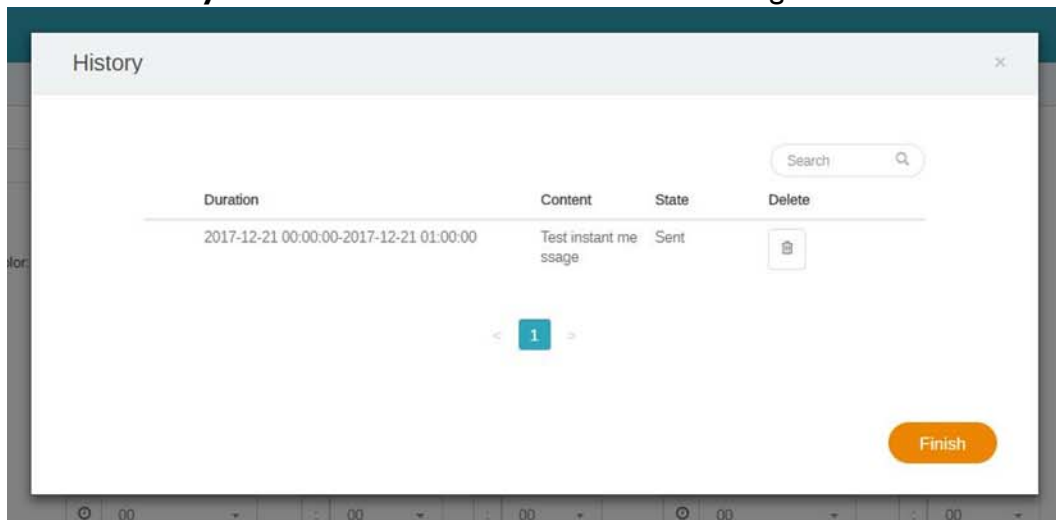 History ×
Search
Duration Content State Delete
2017-12-21 00:00:00-2017-12-21 01:00:00 Test instant me Sent
ssage
olor:
< 1 >
Finish
00 : 00 : 00 00 : 00